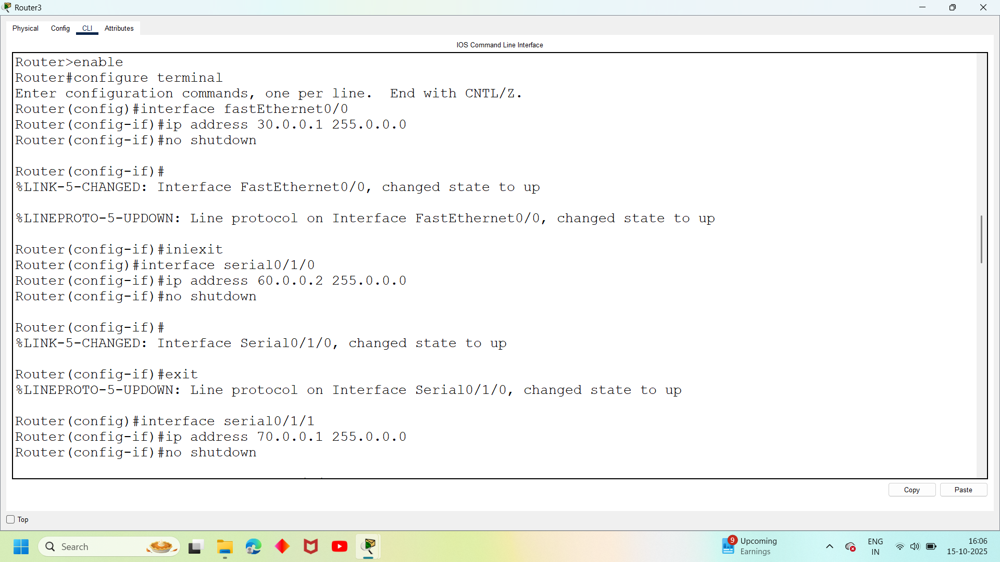 Router3
Physical Config CLI Attributes
IOS Command Line Interface
Router>enable
Router#configure terminal
Enter configuration commands, one per line.  End with CNTL/Z.
Router(config)#interface fastEthernet0/0
Router(config-if)#ip address 30.0.0.1 255.0.0.0
Router(config-if)#no shutdown
Router(config-if)#
%LINK-5-CHANGED: Interface FastEthernet0/0, changed state to up
%LINEPROTO-5-UPDOWN: Line protocol on Interface FastEthernet0/0, changed state to up
Router(config-if)#iniexit
Router(config)#interface serial0/1/0
Router(config-if)#ip address 60.0.0.2 255.0.0.0
Router(config-if)#no shutdown
Router(config-if)#
%LINK-5-CHANGED: Interface Serial0/1/0, changed state to up
Router(config-if)#exit
%LINEPROTO-5-UPDOWN: Line protocol on Interface Serial0/1/0, changed state to up
Router(config)#interface serial0/1/1
Router(config-if)#ip address 70.0.0.1 255.0.0.0
Router(config-if)#no shutdown
Copy Paste
Top
Search
9 Upcoming
Earnings
ENG
IN
16:06
15-10-2025